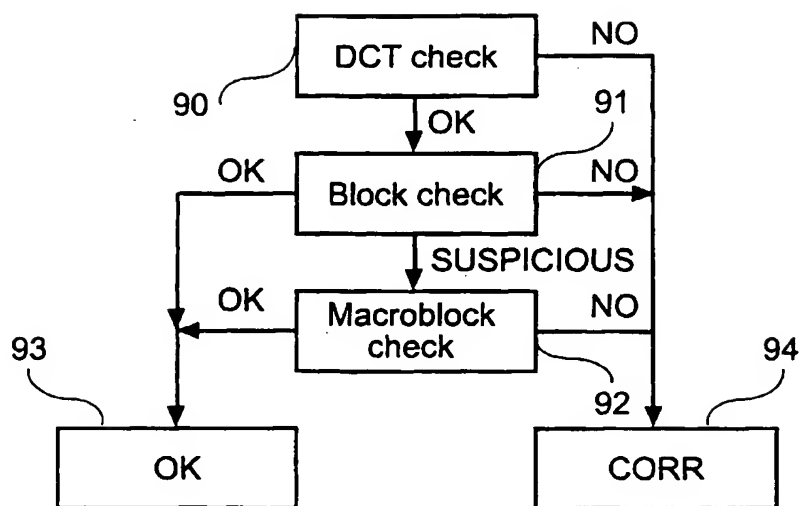 NO
DCT check
90
OK
91
OK
Block check
NO
SUSPICIOUS
OK
Macroblock
check
NO
93
92
94
OK
CORR